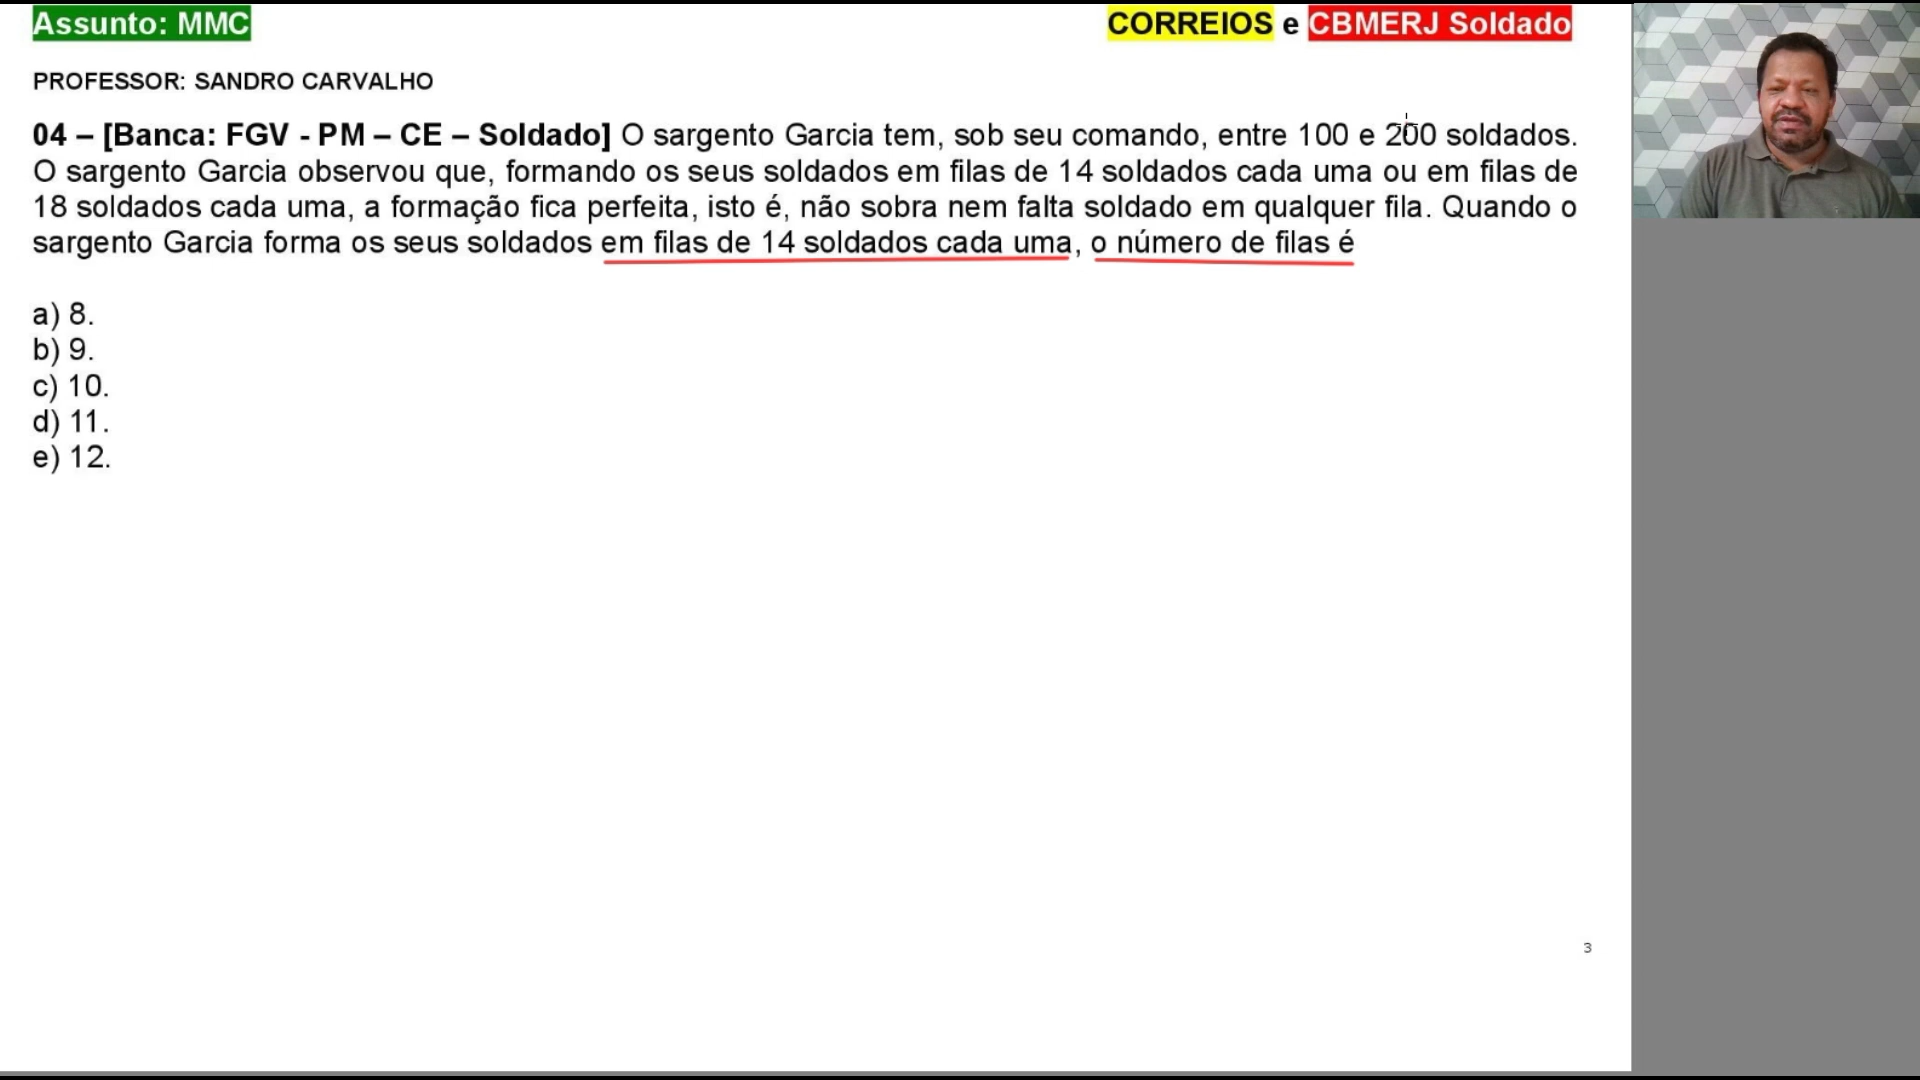 Assunto: MMC
CORREIOS e CBMERJ Soldado
PROFESSOR: SANDRO CARVALHO
04 – [Banca: FGV - PM – CE – Soldado] O sargento Garcia tem, sob seu comando, entre 100 e 200 soldados.
O sargento Garcia observou que, formando os seus soldados em filas de 14 soldados cada uma ou em filas de
18 soldados cada uma, a formação fica perfeita, isto é, não sobra nem falta soldado em qualquer fila. Quando o
sargento Garcia forma os seus soldados em filas de 14 soldados cada uma, o número de filas é
a) 8.
b) 9.
c) 10.
d) 11.
e) 12.
3